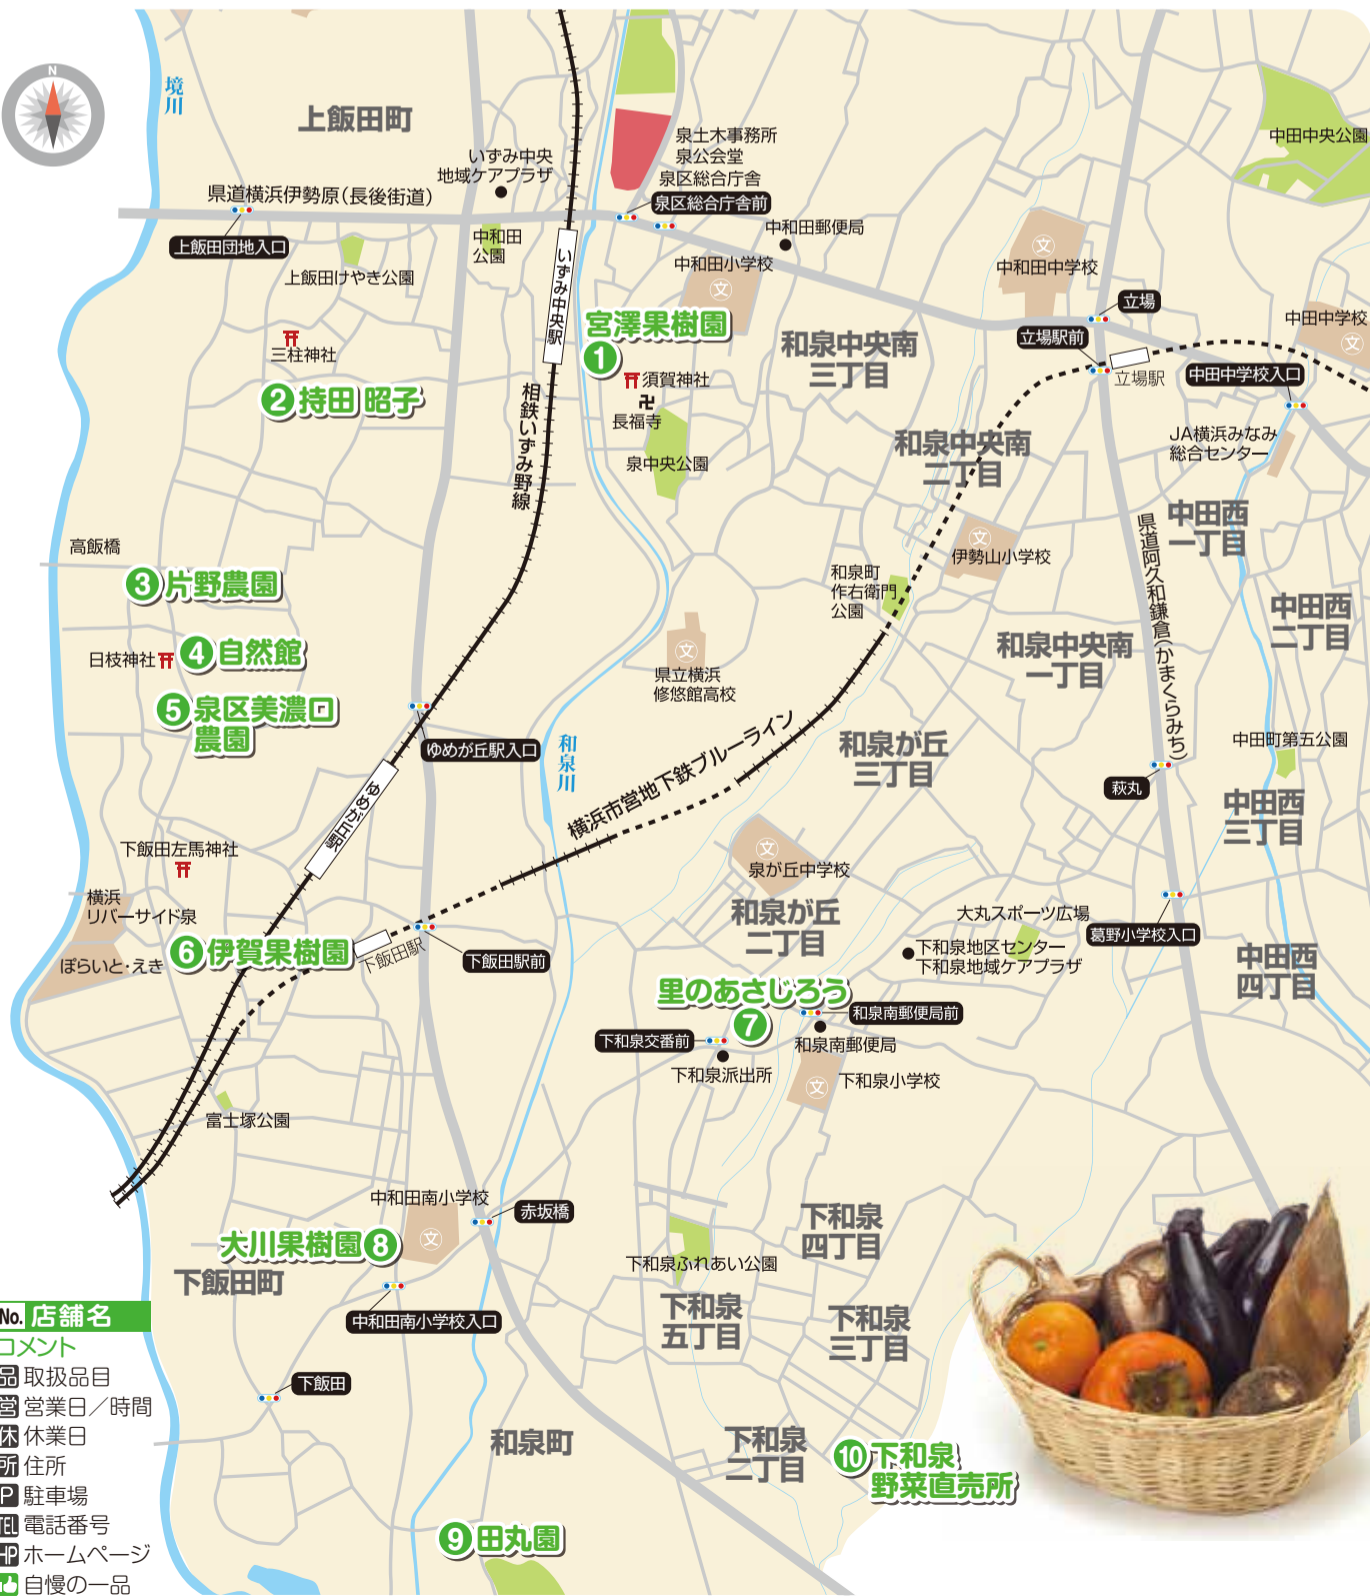 N
境川
上飯田町
いずみ中央
地域ケアプラザ
泉土木事務所
泉公会堂
泉区総合庁舎
中田中央公園
県道横浜伊勢原（長後街道）
泉区総合庁舎前
上飯田団地入口
中和田
公園
中和田郵便局
上飯田けやき公園
いずみ中央駅
中和田小学校
文
中和田中学校
文
立場
中田中学校
文
宮澤果樹園
1
三柱神社
和泉中央南
三丁目
立場駅前
立場駅
中田中学校入口
須賀神社
2 持田 昭子
相鉄いずみ野線
長福寺
泉中央公園
和泉中央南
二丁目
JA横浜みなみ
総合センター
中田西
一丁目
県道阿久和鎌倉（かまくらみち）
高飯橋
文
伊勢山小学校
3 片野農園
和泉町
作右衛門
公園
中田西
二丁目
日枝神社
4 自然館
文
県立横浜
修悠館高校
和泉中央南
一丁目
5 泉区美濃口
農園
ゆめが丘駅入口
和泉川
横浜市営地下鉄ブルーライン
和泉が丘
三丁目
中田町第五公園
萩丸
ゆめが丘駅
中田西
三丁目
下飯田左馬神社
文
泉が丘中学校
横浜
リバーサイド泉
和泉が丘
二丁目
大丸スポーツ広場
葛野小学校入口
6 伊賀果樹園
下飯田駅
下飯田駅前
下和泉地区センター
下和泉地域ケアプラザ
中田西
四丁目
ぽらいと・えき
里のあさじろう
7
和泉南郵便局前
下和泉交番前
和泉南郵便局
下和泉派出所
文
下和泉小学校
富士塚公園
中和田南小学校
文
赤坂橋
下和泉
四丁目
大川果樹園 8
下飯田町
下和泉ふれあい公園
中和田南小学校入口
下和泉
五丁目
下和泉
三丁目
下飯田
和泉町
下和泉
二丁目
10 下和泉
野菜直売所
9 田丸園
No. 店舗名
コメント
品 取扱品目
営 営業日／時間
休 休業日
所 住所
P 駐車場
TEL 電話番号
HP ホームページ
自慢の一品